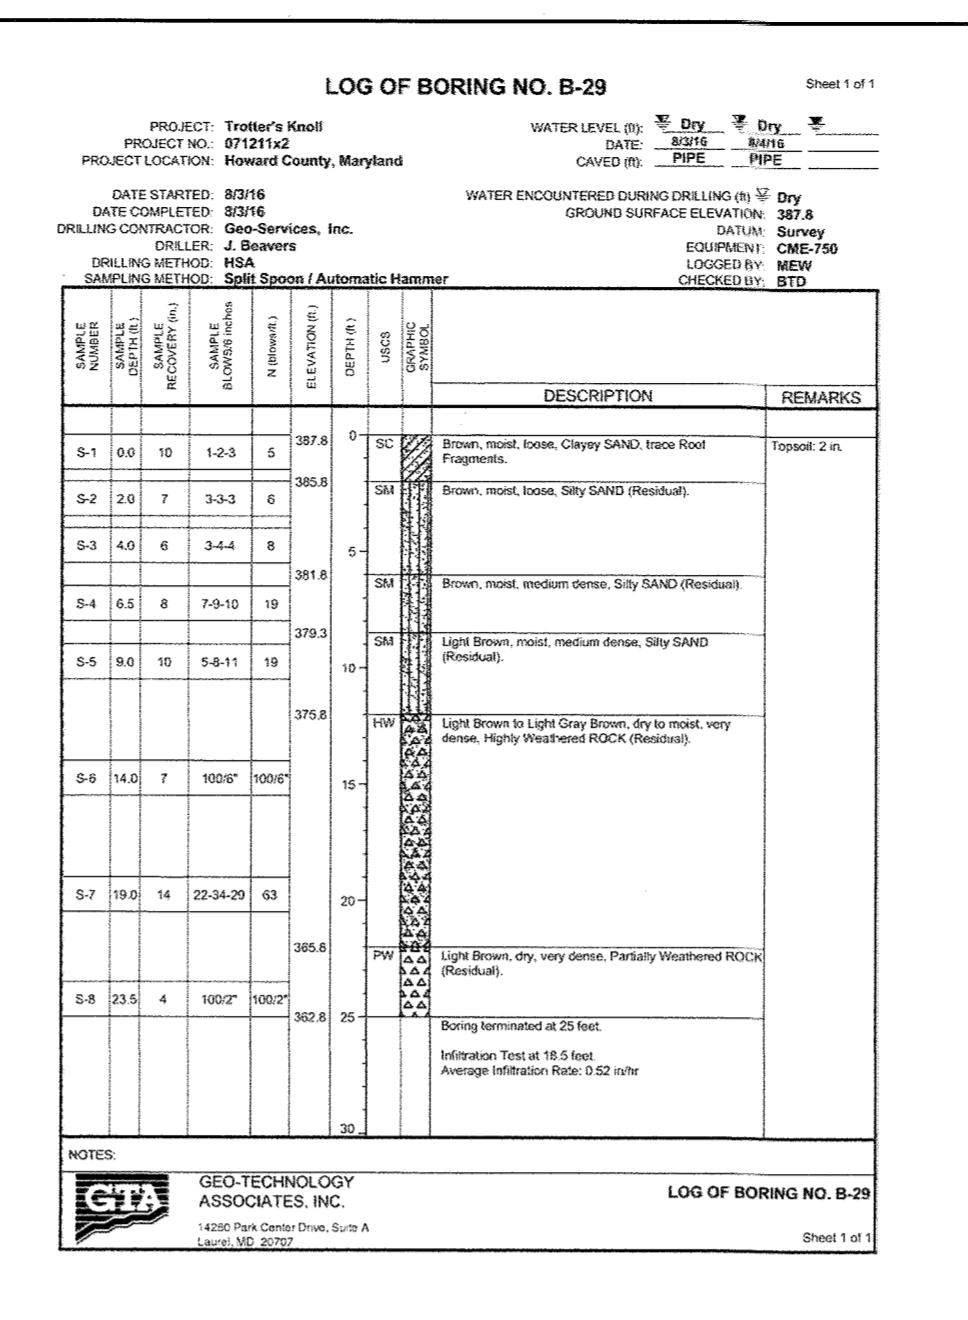 LOG OF BORING NO. B-29
Sheet 1 of 1
PROJECT: Trotter's Knoll
PROJECT NO.: 071211x2
PROJECT LOCATION: Howard County, Maryland
WATER LEVEL (ft): Dry Dry
DATE: 8/3/16 8/4/16
CAVED (ft): PIPE PIPE
DATE STARTED: 8/3/16
DATE COMPLETED: 8/3/16
DRILLING CONTRACTOR: Geo-Services, Inc.
DRILLER: J. Beavers
DRILLING METHOD: HSA
SAMPLING METHOD: Split Spoon / Automatic Hammer
WATER ENCOUNTERED DURING DRILLING (ft) Dry
GROUND SURFACE ELEVATION: 387.8
DATUM: Survey
EQUIPMENT: CME-750
LOGGED BY: MEW
CHECKED BY: BTD
SAMPLE NUMBER
SAMPLE DEPTH (ft.)
SAMPLE RECOVERY (in.)
SAMPLE BLOWS/6 inches
N (blows/ft.)
ELEVATION (ft.)
DEPTH (ft.)
USCS
GRAPHIC SYMBOL
DESCRIPTION
REMARKS
387.8 0
S-1 0.0 10 1-2-3 5
SC Brown, moist, loose, Clayey SAND, trace Root
Fragments.
Topsoil: 2 in.
385.8
S-2 2.0 7 3-3-3 6
SM Brown, moist, loose, Silty SAND (Residual).
S-3 4.0 6 3-4-4 8
5
381.8
SM Brown, moist, medium dense, Silty SAND (Residual).
S-4 6.5 8 7-9-10 19
379.3
SM Light Brown, moist, medium dense, Silty SAND
(Residual).
S-5 9.0 10 5-8-11 19
10
375.8
HW Light Brown to Light Gray Brown, dry to moist, very
dense, Highly Weathered ROCK (Residual).
S-6 14.0 7 100/6" 100/6"
15
S-7 19.0 14 22-34-29 63
20
365.8
PW Light Brown, dry, very dense, Partially Weathered ROCK
(Residual).
S-8 23.5 4 100/2" 100/2"
362.8 25
Boring terminated at 25 feet.
Infiltration Test at 18.5 feet.
Average Infiltration Rate: 0.52 in/hr
30
NOTES:
GTA
GEO-TECHNOLOGY
ASSOCIATES, INC.
14280 Park Center Drive, Suite A
Laurel, MD 20707
LOG OF BORING NO. B-29
Sheet 1 of 1